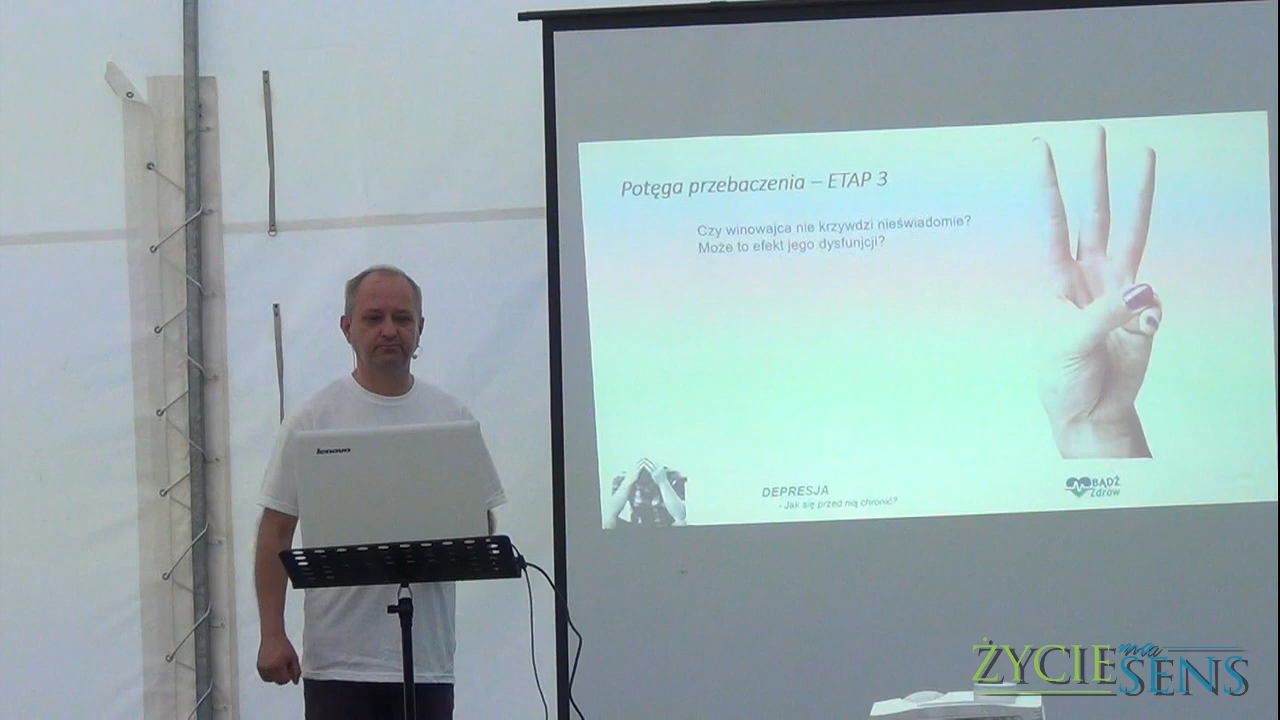 Potęga przebaczenia – ETAP 3
Czy winowajca nie krzywdzi nieświadomie?
Może to efekt jego dysfunjcji?
lenovo
DEPRESJA
- Jak się przed nią chronić?
BĄDŹ
Zdrów
ŻYCIE ma SENS